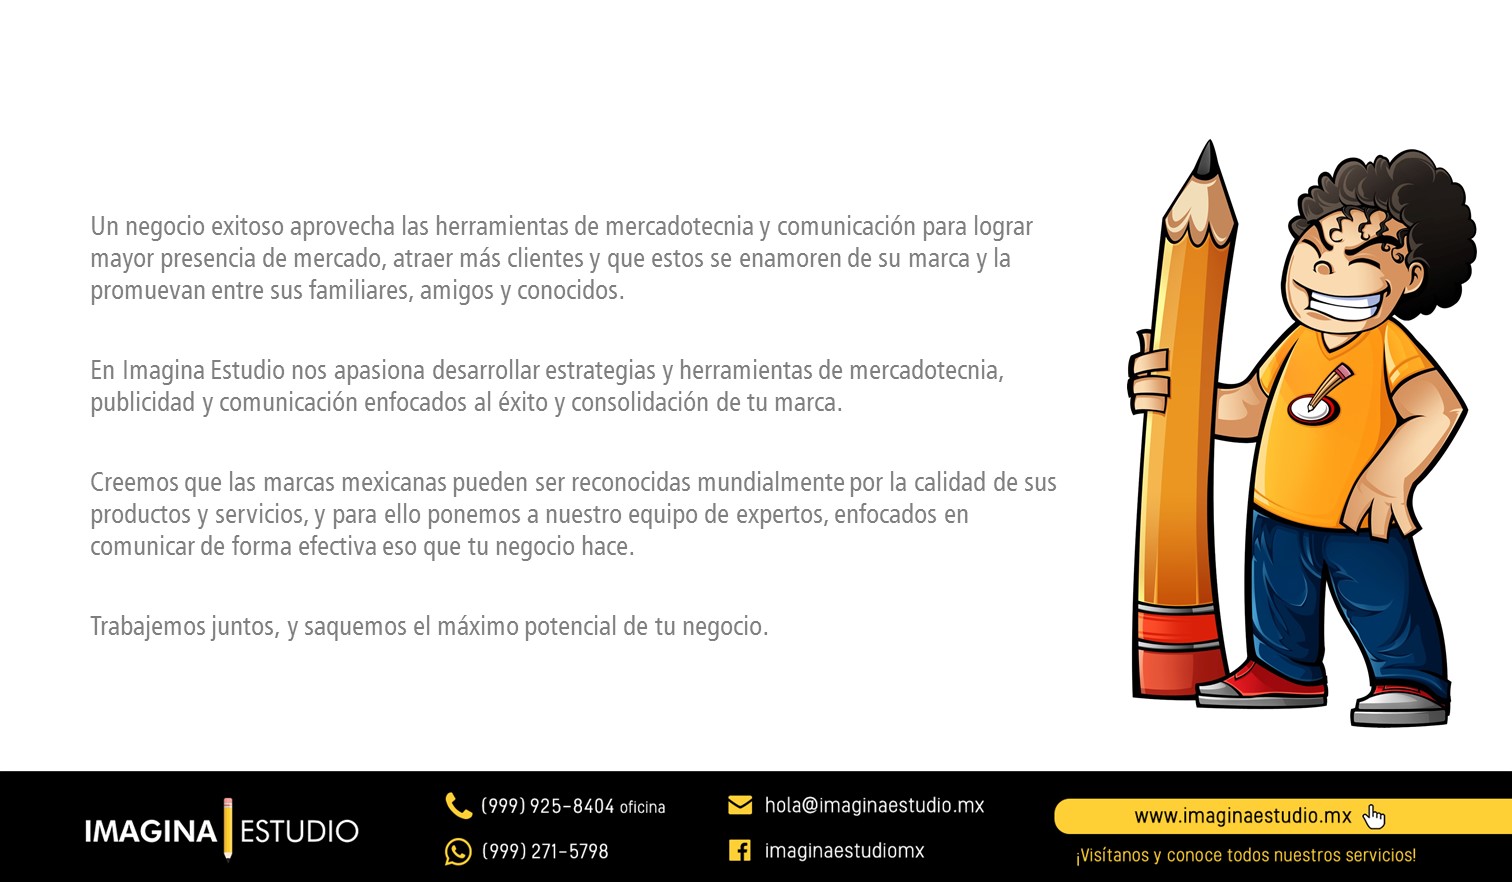 Un negocio exitoso aprovecha las herramientas de mercadotecnia y comunicación para lograr
mayor presencia de mercado, atraer más clientes y que estos se enamoren de su marca y la
promuevan entre sus familiares, amigos y conocidos.
En Imagina Estudio nos apasiona desarrollar estrategias y herramientas de mercadotecnia,
publicidad y comunicación enfocados al éxito y consolidación de tu marca.
Creemos que las marcas mexicanas pueden ser reconocidas mundialmente por la calidad de sus
productos y servicios, y para ello ponemos a nuestro equipo de expertos, enfocados en
comunicar de forma efectiva eso que tu negocio hace.
Trabajemos juntos, y saquemos el máximo potencial de tu negocio.
IMAGINA ESTUDIO
(999) 925-8404 oficina
(999) 271-5798
hola@imaginaestudio.mx
imaginaestudiomx
www.imaginaestudio.mx
¡Visítanos y conoce todos nuestros servicios!